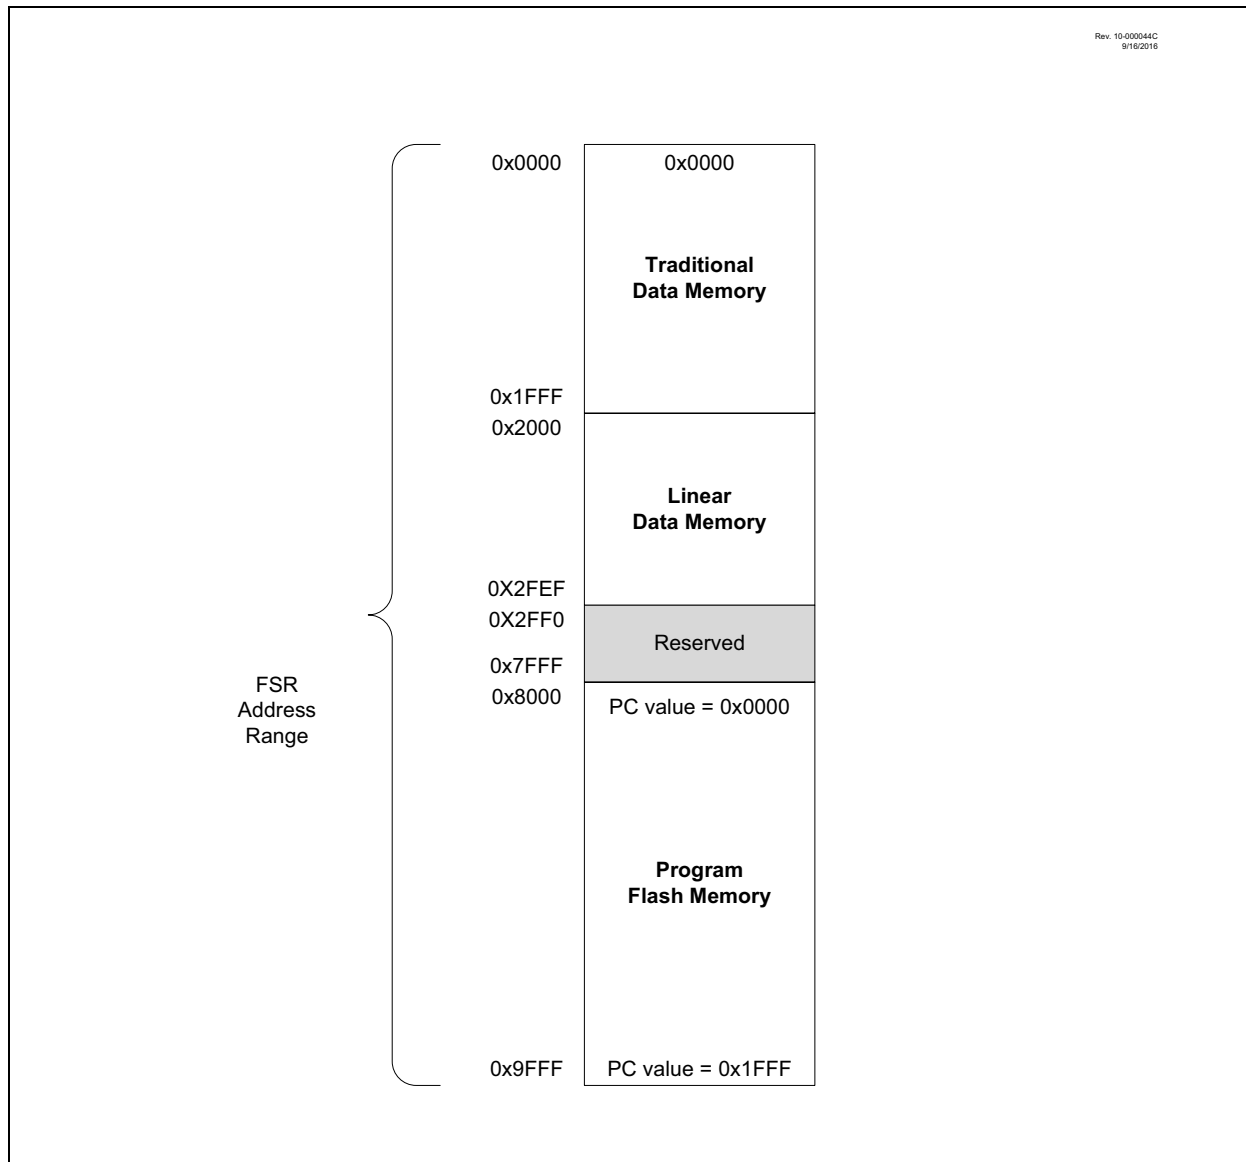 Rev. 10-000044C
9/16/2016
0x0000
0x0000
Traditional
Data Memory
0x1FFF
0x2000
Linear
Data Memory
0X2FEF
0X2FF0
Reserved
0x7FFF
0x8000
PC value = 0x0000
FSR
Address
Range
Program
Flash Memory
0x9FFF
PC value = 0x1FFF